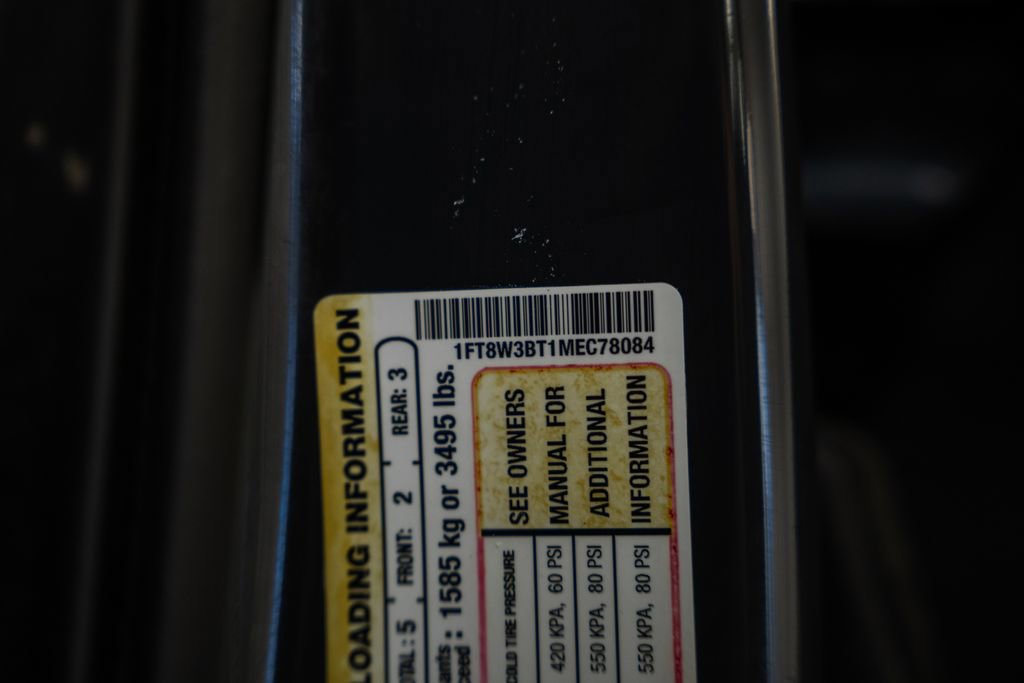 1FT8W3BT1MEC78084
LOADING INFORMATION
: 5 FRONT: 2 REAR: 3
: 1585 kg or 3495 lbs.
COLD TIRE PRESSURE
420 KPA, 60 PSI
550 KPA, 80 PSI
550 KPA, 80 PSI
SEE OWNERS
MANUAL FOR
ADDITIONAL
INFORMATION